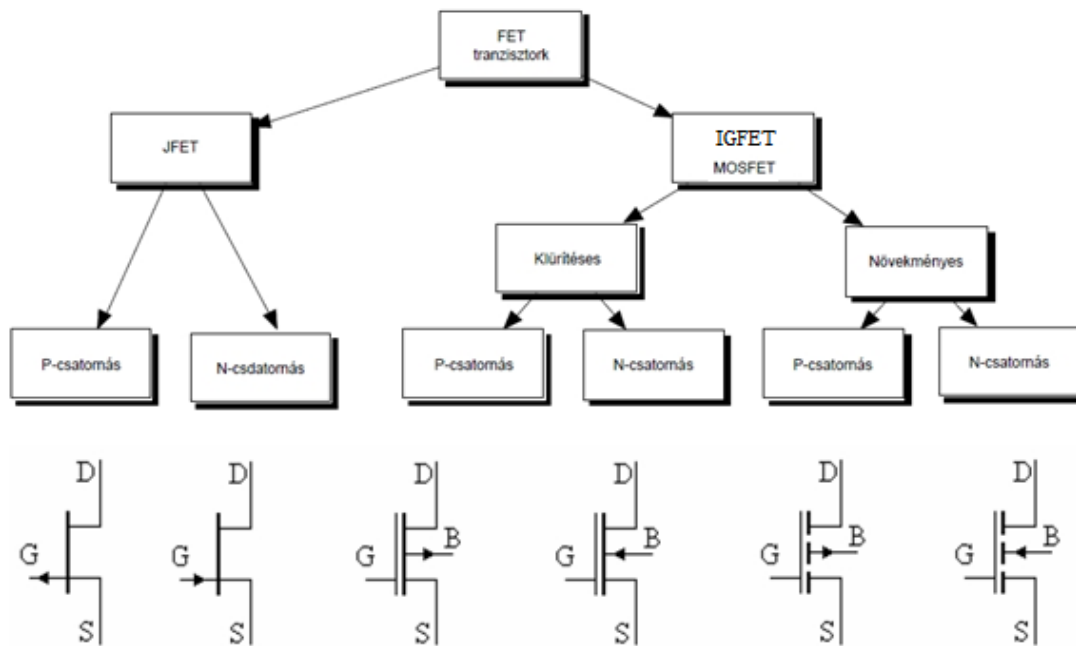 FET
tranzisztork
JFET
IGFET
MOSFET
KIürítéses
Növekményes
P-csatornás
N-csdatornás
P-csatornás
N-csatornás
P-csatornás
N-csatornás
D
D
D
D
D
D
G
G
G
B
G
B
G
B
G
B
S
S
S
S
S
S